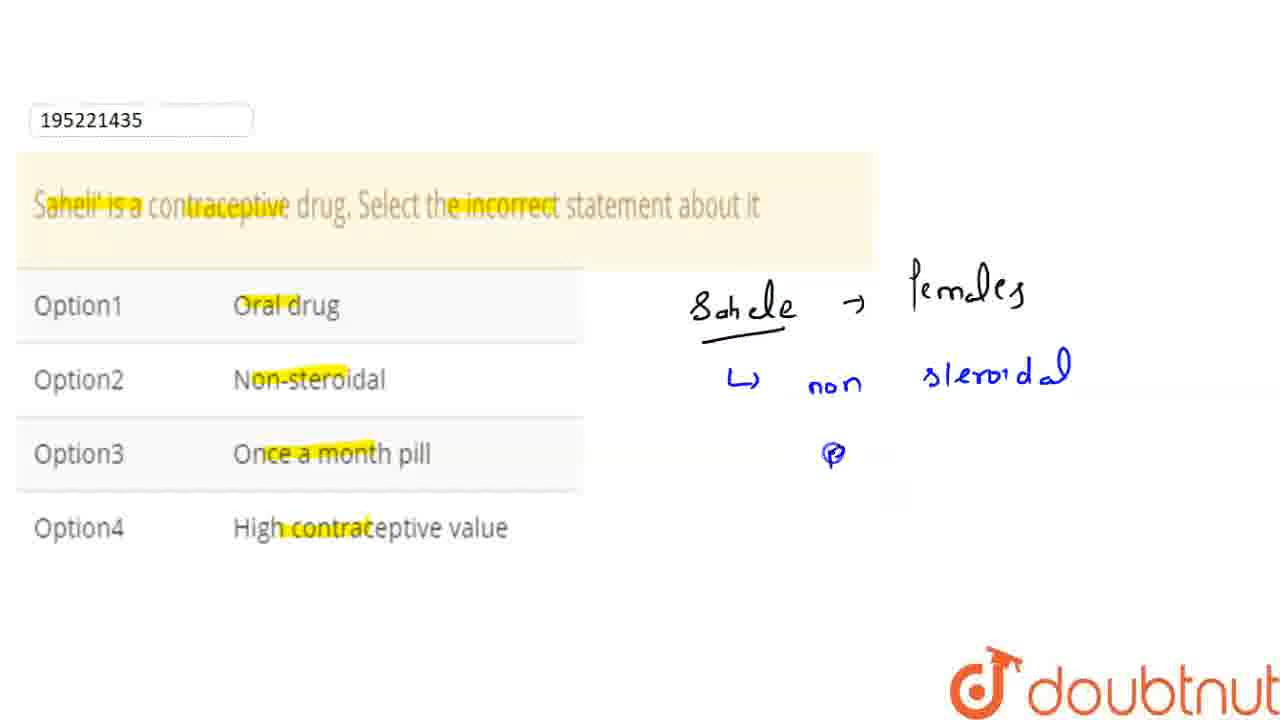 195221435
Saheli' is a contraceptive drug. Select the incorrect statement about it
Option1 Oral drug
Option2 Non-steroidal
Option3 Once a month pill
Option4 High contraceptive value
Sahele → females
↳ non steroidal
doubtnut